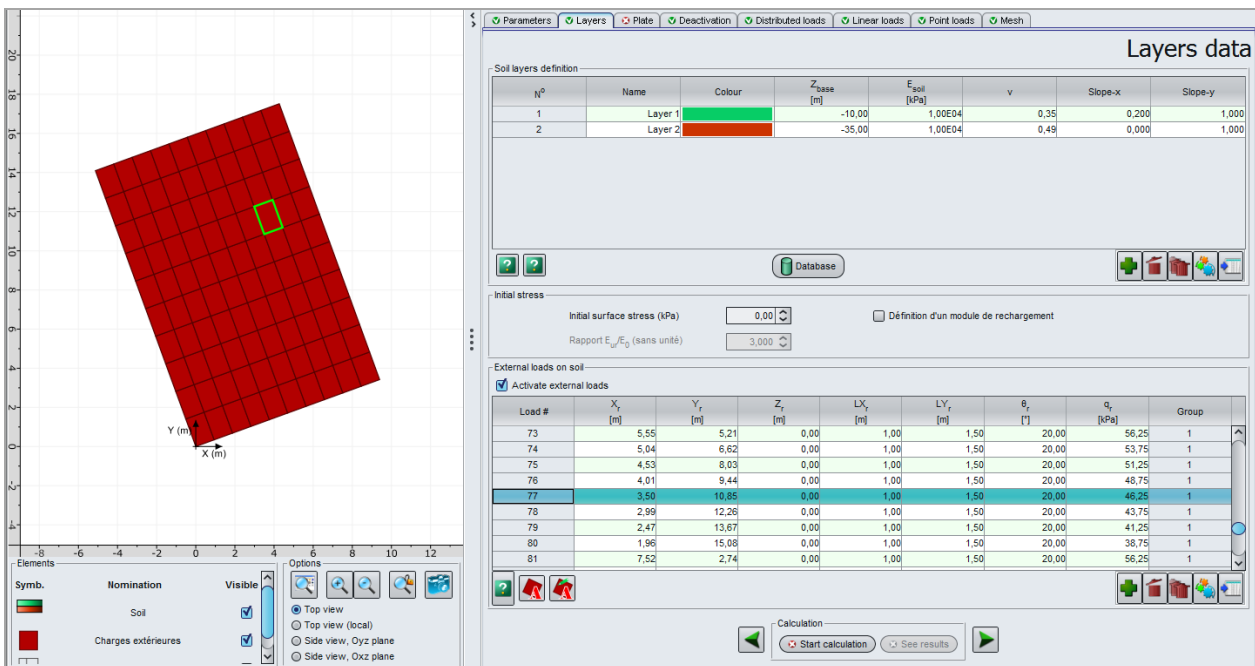 Parameters Layers Plate Deactivation Distributed loads Linear loads Point loads Mesh
Layers data
Soil layers definition
N° Name Colour Z base [m] E soil [kPa] ν Slope-x Slope-y
1 Layer 1 -10,00 1,00E04 0,35 0,200 1,000
2 Layer 2 -35,00 1,00E04 0,49 0,000 1,000
? ? Database
Initial stress
Initial surface stress (kPa) 0,00 Définition d'un module de rechargement
Rapport E ur/E 0 (sans unité) 3,000
External loads on soil
Activate external loads
Load # X r [m] Y r [m] Z r [m] LX r [m] LY r [m] θ r [°] q r [kPa] Group
73 5,55 5,21 0,00 1,00 1,50 20,00 56,25 1
74 5,04 6,62 0,00 1,00 1,50 20,00 53,75 1
75 4,53 8,03 0,00 1,00 1,50 20,00 51,25 1
76 4,01 9,44 0,00 1,00 1,50 20,00 48,75 1
77 3,50 10,85 0,00 1,00 1,50 20,00 46,25 1
78 2,99 12,26 0,00 1,00 1,50 20,00 43,75 1
79 2,47 13,67 0,00 1,00 1,50 20,00 41,25 1
80 1,96 15,08 0,00 1,00 1,50 20,00 38,75 1
81 7,52 2,74 0,00 1,00 1,50 20,00 56,25 1
?
Calculation
Start calculation See results
20
18
16
14
12
10
8
6
4
2
0
-2
-4
Y (m)
X (m)
-8 -6 -4 -2 0 2 4 6 8 10 12
Elements
Symb. Nomination Visible
Soil
Charges extérieures
Options
Top view
Top view (local)
Side view, Oyz plane
Side view, Oxz plane